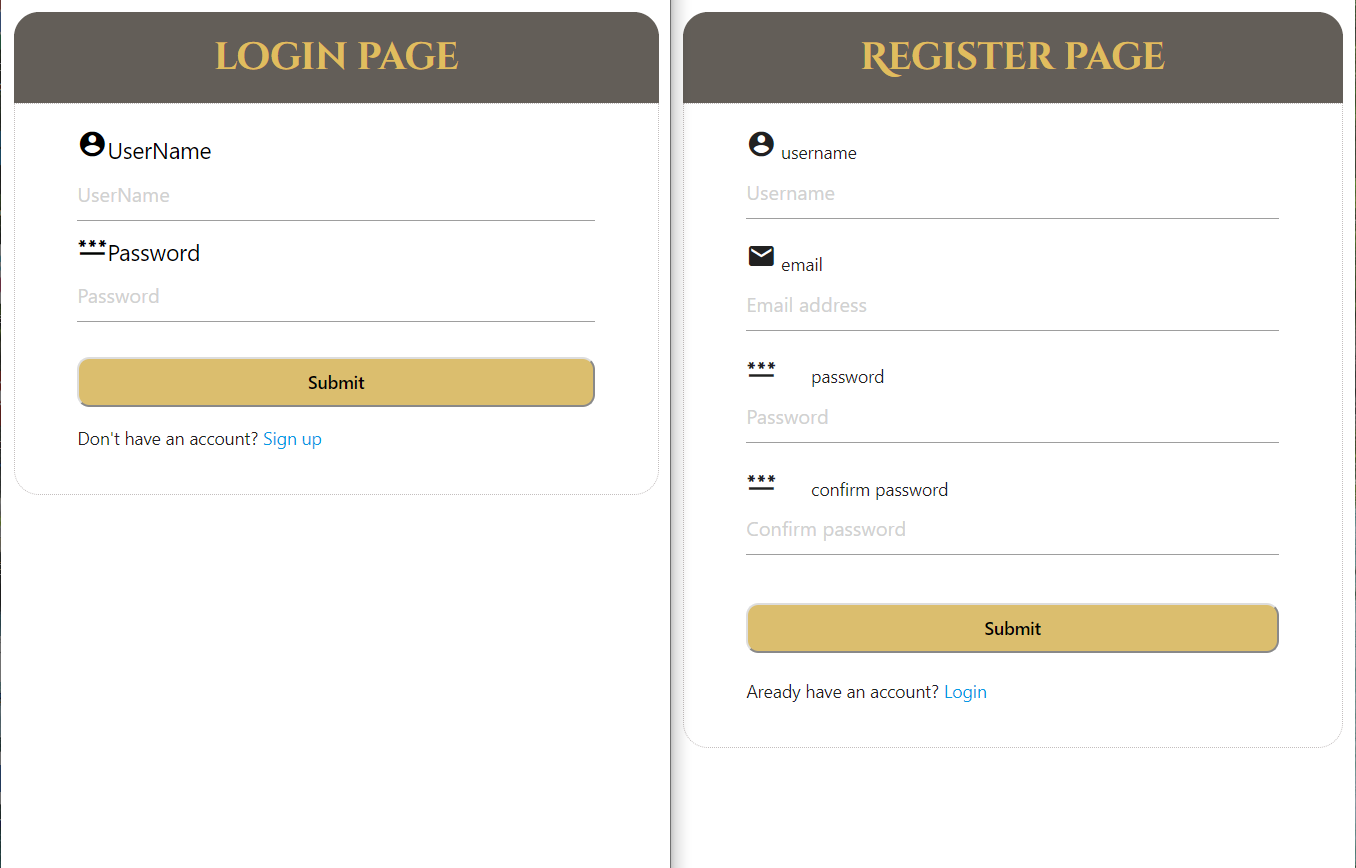 LOGIN PAGE
UserName
UserName
Password
Password
Submit
Don't have an account? Sign up
REGISTER PAGE
username
Username
email
Email address
password
Password
confirm password
Confirm password
Submit
Aready have an account? Login